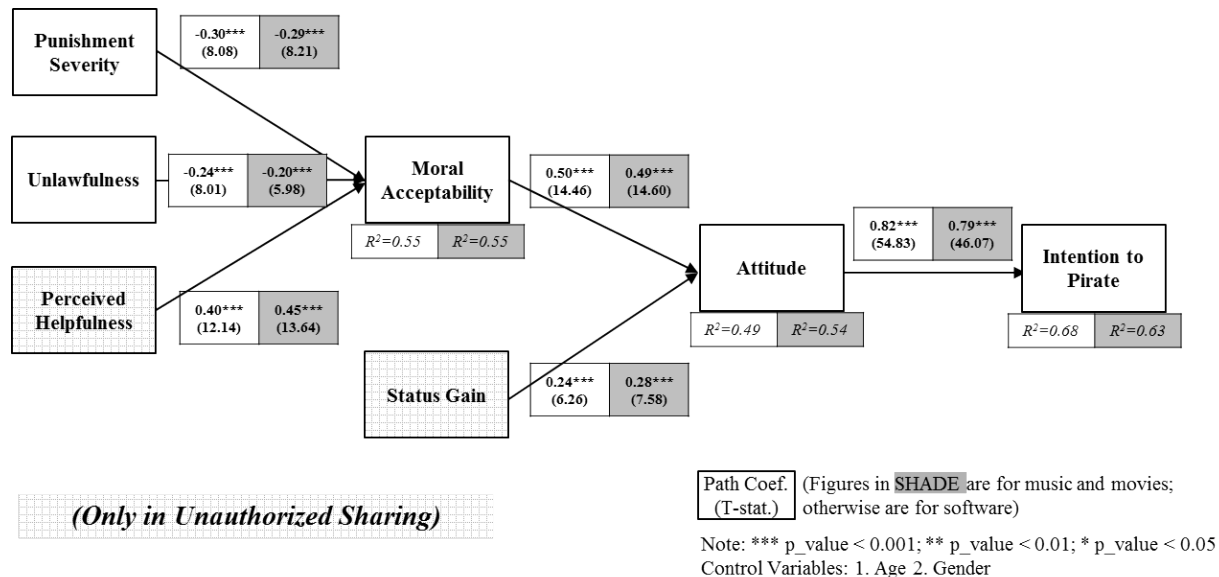 Punishment
Severity
-0.30***
(8.08)
-0.29***
(8.21)
Unlawfulness
-0.24***
(8.01)
-0.20***
(5.98)
Moral
Acceptability
R²=0.55
R²=0.55
0.50***
(14.46)
0.49***
(14.60)
Perceived
Helpfulness
0.40***
(12.14)
0.45***
(13.64)
Status Gain
0.24***
(6.26)
0.28***
(7.58)
Attitude
R²=0.49
R²=0.54
0.82***
(54.83)
0.79***
(46.07)
Intention to
Pirate
R²=0.68
R²=0.63
(Only in Unauthorized Sharing)
Path Coef.
(T-stat.)
(Figures in SHADE are for music and movies;
otherwise are for software)
Note: *** p_value < 0.001; ** p_value < 0.01; * p_value < 0.05
Control Variables: 1. Age 2. Gender